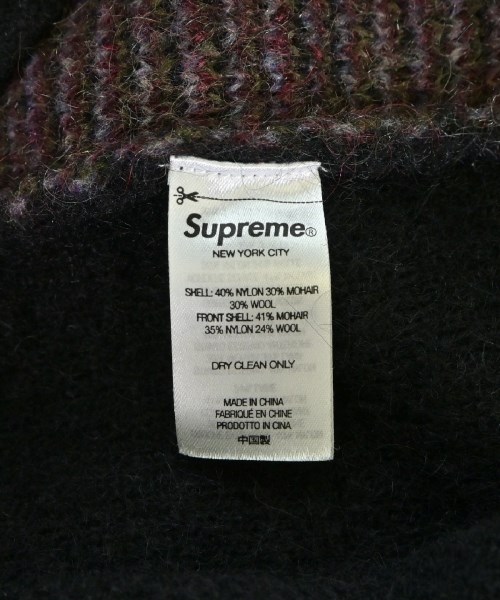 Supreme®
NEW YORK CITY
SHELL: 40% NYLON 30% MOHAIR
30% WOOL
FRONT SHELL: 41% MOHAIR
35% NYLON 24% WOOL
DRY CLEAN ONLY
MADE IN CHINA
FABRIQUÉ EN CHINE
PRODOTTO IN CINA
中国製